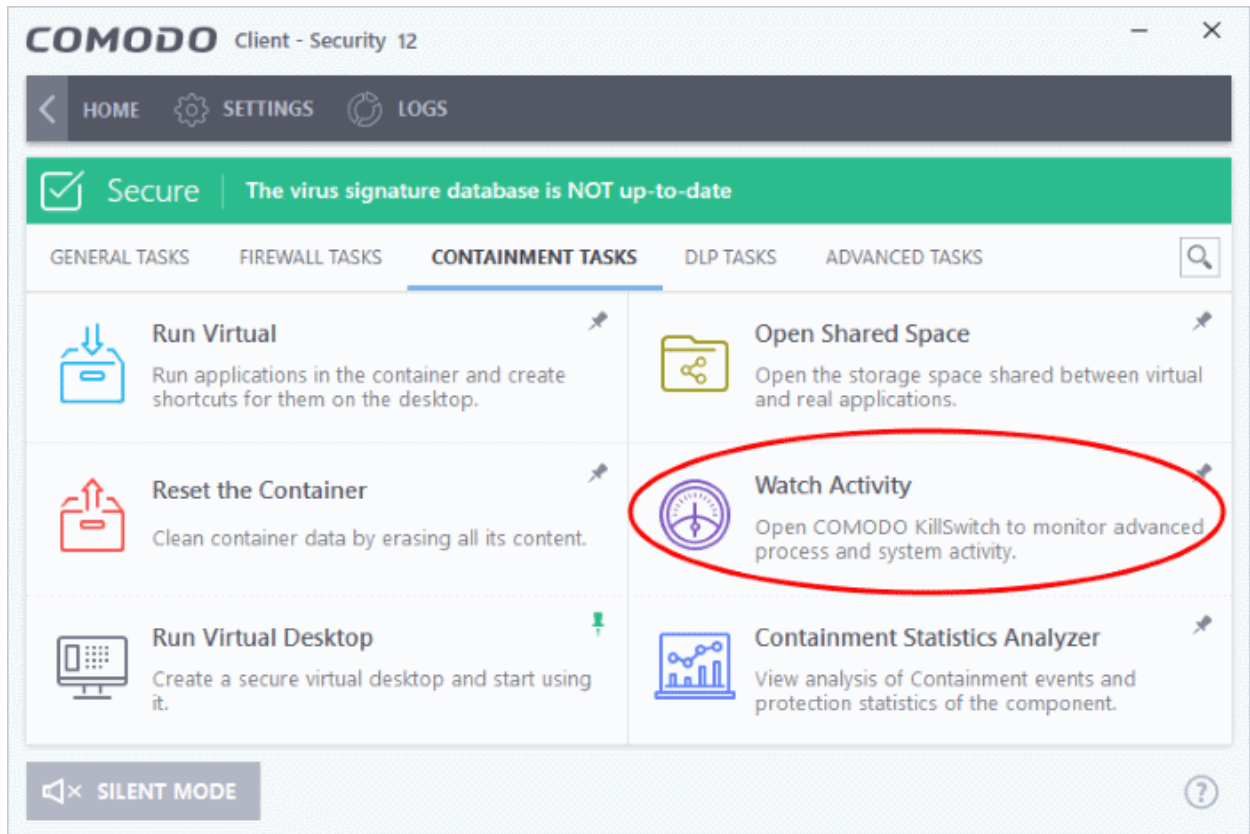 COMODO Client - Security 12
HOME SETTINGS LOGS
Secure The virus signature database is NOT up-to-date
GENERAL TASKS FIREWALL TASKS CONTAINMENT TASKS DLP TASKS ADVANCED TASKS
Run Virtual
Run applications in the container and create
shortcuts for them on the desktop.
Open Shared Space
Open the storage space shared between virtual
and real applications.
Reset the Container
Clean container data by erasing all its content.
Watch Activity
Open COMODO KillSwitch to monitor advanced
process and system activity.
Run Virtual Desktop
Create a secure virtual desktop and start using
it.
Containment Statistics Analyzer
View analysis of Containment events and
protection statistics of the component.
SILENT MODE
?